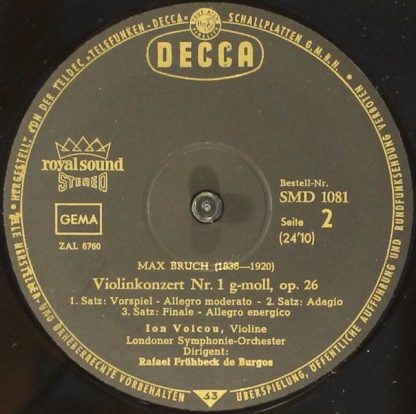 HERGESTELLT VON DER TELDEC »TELEFUNKEN-DECCA« SCHALLPLATTEN G.M.B.H.
DECCA
royal sound
STEREO
GEMA
ZAL 6760
Bestell-Nr.
SMD 1081
Seite 2
(24'10)
MAX BRUCH (1838—1920)
Violinkonzert Nr. 1 g-moll, op. 26
1. Satz: Vorspiel - Allegro moderato - 2. Satz: Adagio
3. Satz: Finale - Allegro energico
Ion Voicou, Violine
Londoner Symphonie-Orchester
Dirigent:
Rafael Frühbeck de Burgos
ALLE HERSTELLER- UND URHEBERRECHTE VORBEHALTEN
63
ÜBERSPIELUNG, ÖFFENTLICHE AUFFÜHRUNG UND RUNDFUNKSENDUNG VERBOTEN